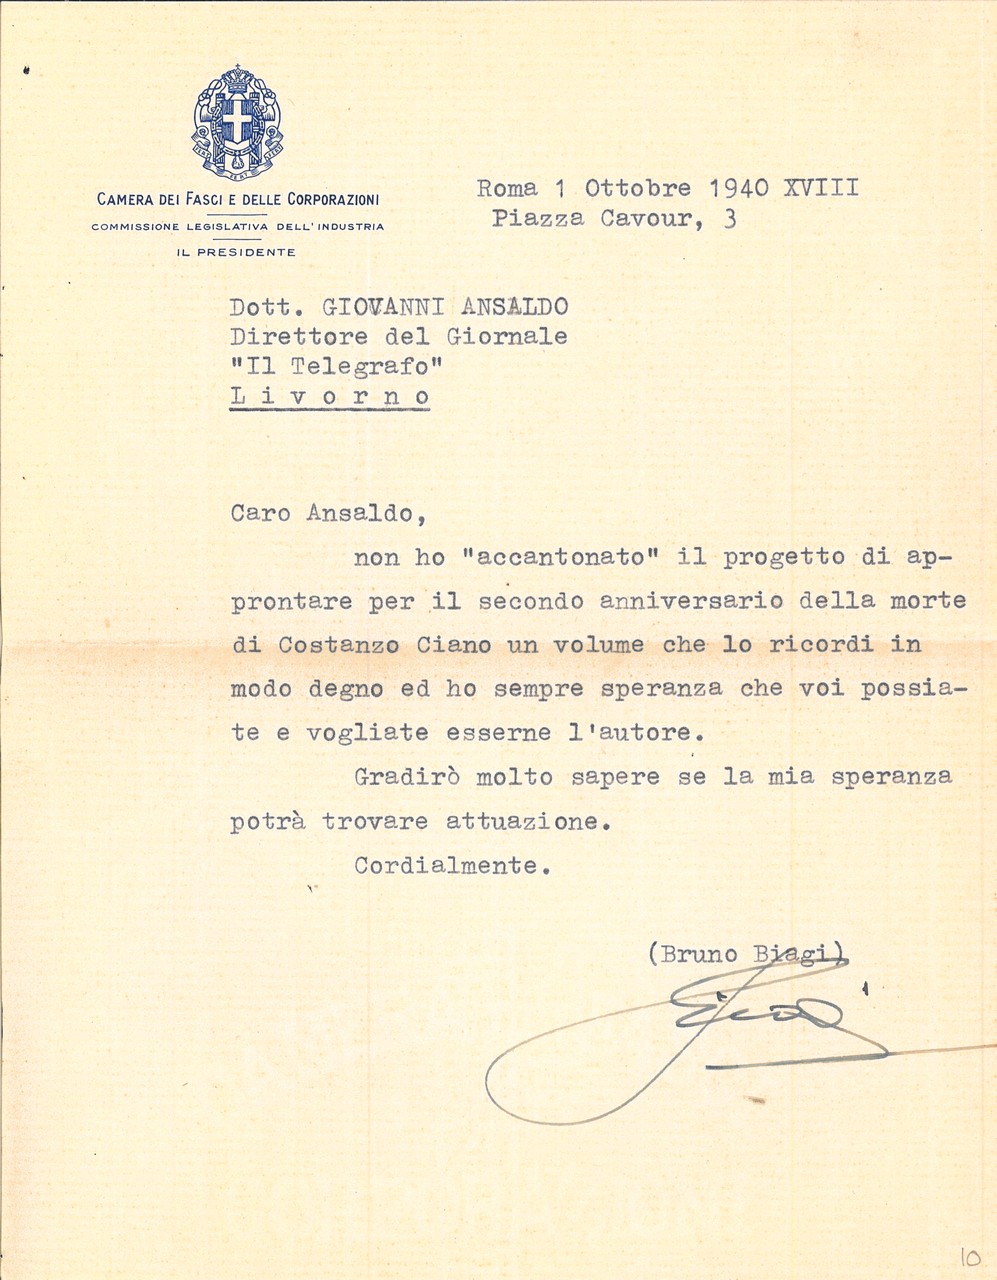 CAMERA DEI FASCI E DELLE CORPORAZIONI
COMMISSIONE LEGISLATIVA DELL'INDUSTRIA
IL PRESIDENTE
Roma 1 Ottobre 1940 XVIII
Piazza Cavour, 3
Dott. GIOVANNI ANSALDO
Direttore del Giornale
"Il Telegrafo"
Livorno
Caro Ansaldo,
non ho "accantonato" il progetto di ap-
prontare per il secondo anniversario della morte
di Costanzo Ciano un volume che lo ricordi in
modo degno ed ho sempre speranza che voi possia-
te e vogliate esserne l'autore.
Gradirò molto sapere se la mia speranza
potrà trovare attuazione.
Cordialmente.
(Bruno Biagi)
10